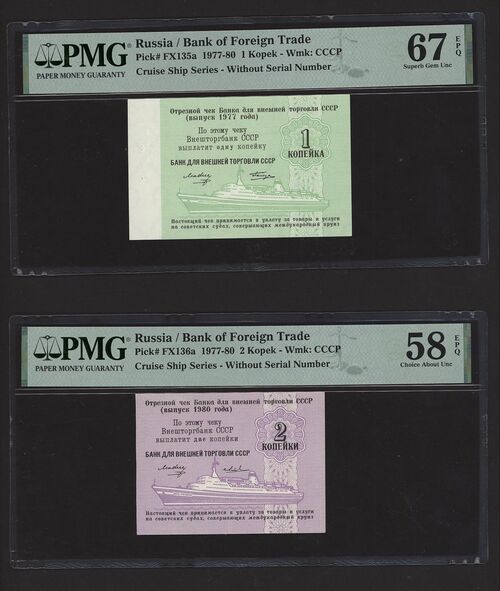 PMG
PAPER MONEY GUARANTY
Russia / Bank of Foreign Trade
Pick# FX135a 1977-80 1 Kopek - Wmk: CCCP
Cruise Ship Series - Without Serial Number
67 EPQ
Superb Gem Unc
Отрезной чек Банка для внешней торговли СССР
(выпуск 1977 года)
По этому чеку
Внешторгбанк СССР
выплатит одну копейку
1
КОПЕЙКА
БАНК ДЛЯ ВНЕШНЕЙ ТОРГОВЛИ СССР
Настоящий чек принимается в уплату за товары и услуги
на советских судах, совершающих международный круиз
PMG
PAPER MONEY GUARANTY
Russia / Bank of Foreign Trade
Pick# FX136a 1977-80 2 Kopek - Wmk: CCCP
Cruise Ship Series - Without Serial Number
58 EPQ
Choice About Unc
Отрезной чек Банка для внешней торговли СССР
(выпуск 1980 года)
По этому чеку
Внешторгбанк СССР
выплатит две копейки
2
КОПЕЙКИ
БАНК ДЛЯ ВНЕШНЕЙ ТОРГОВЛИ СССР
Настоящий чек принимается в уплату за товары и услуги
на советских судах, совершающих международный круиз